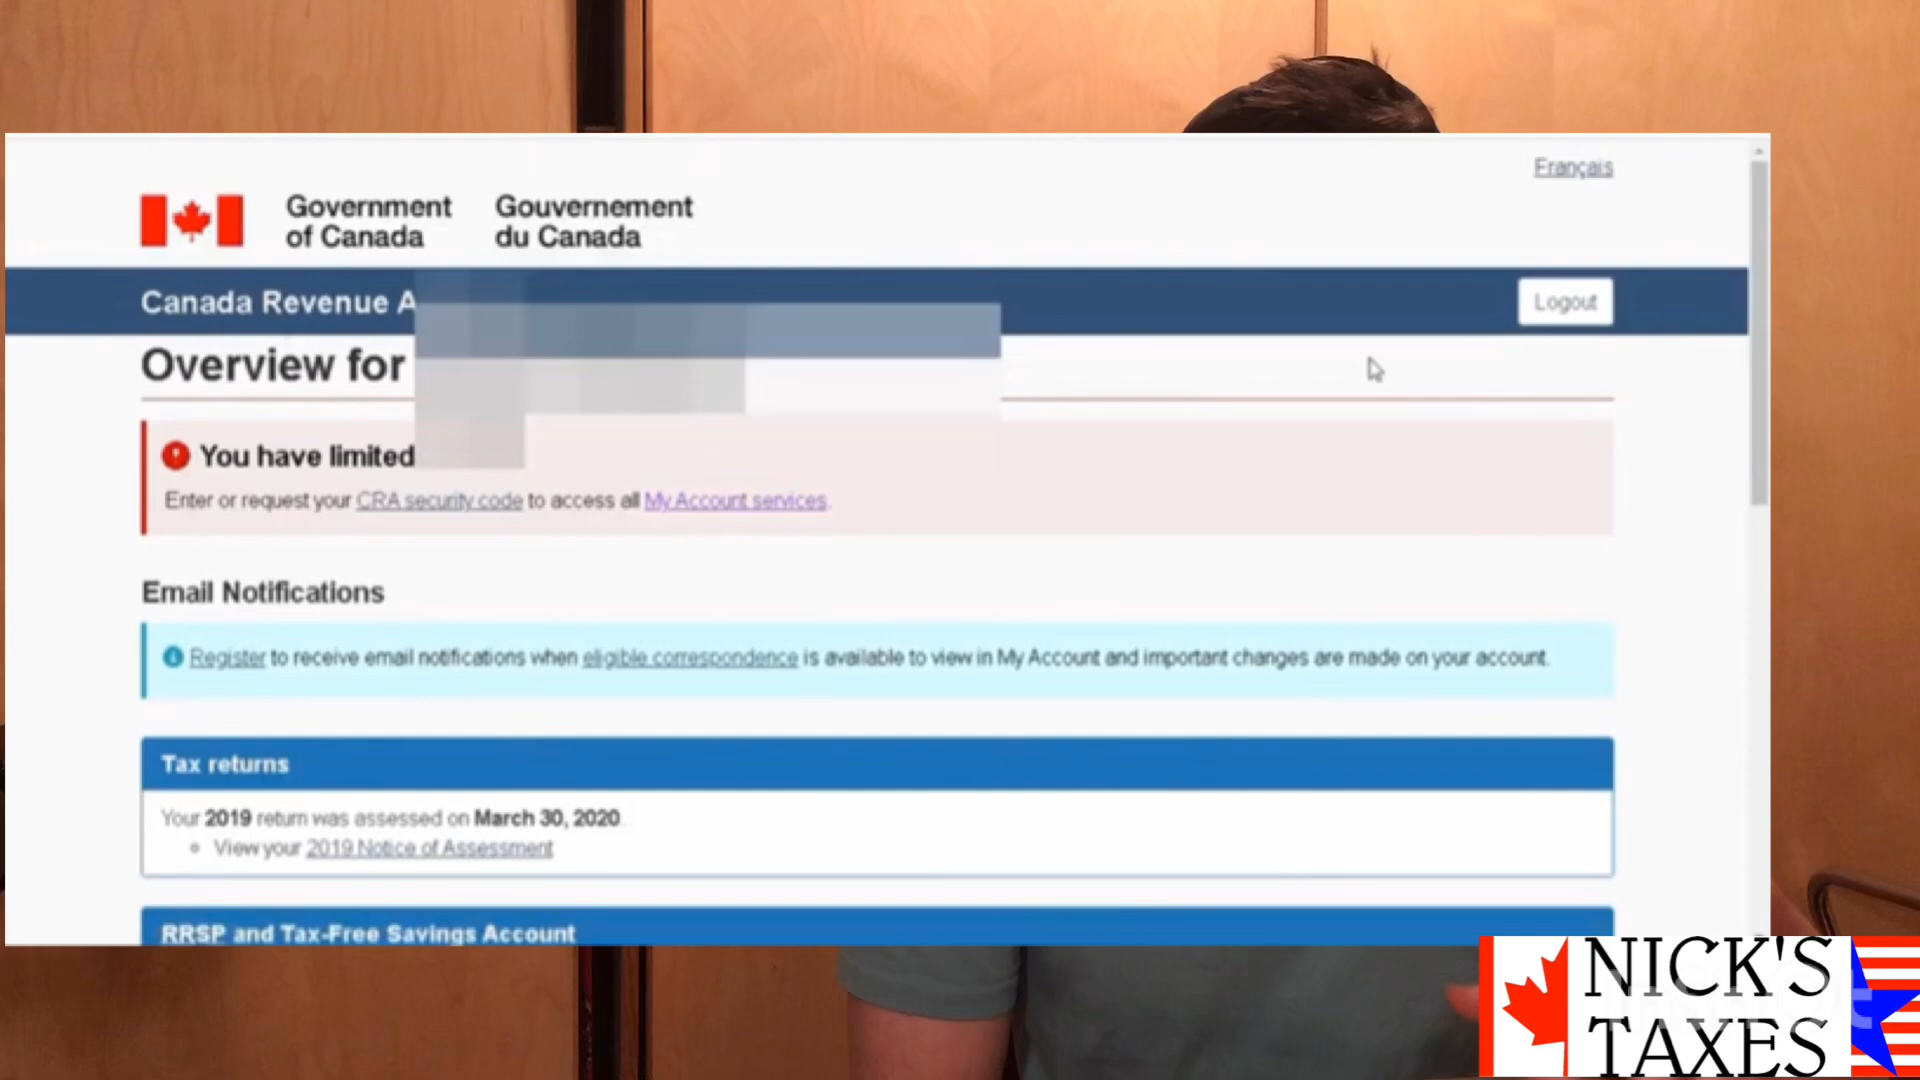 Français
Government
of Canada
Gouvernement
du Canada
Canada Revenue A
Logout
Overview for
You have limited
Enter or request your CRA security code to access all My Account services.
Email Notifications
Register to receive email notifications when eligible correspondence is available to view in My Account and important changes are made on your account.
Tax returns
Your 2019 return was assessed on March 30, 2020.
View your 2019 Notice of Assessment
RRSP and Tax-Free Savings Account
NICK'S
TAXES